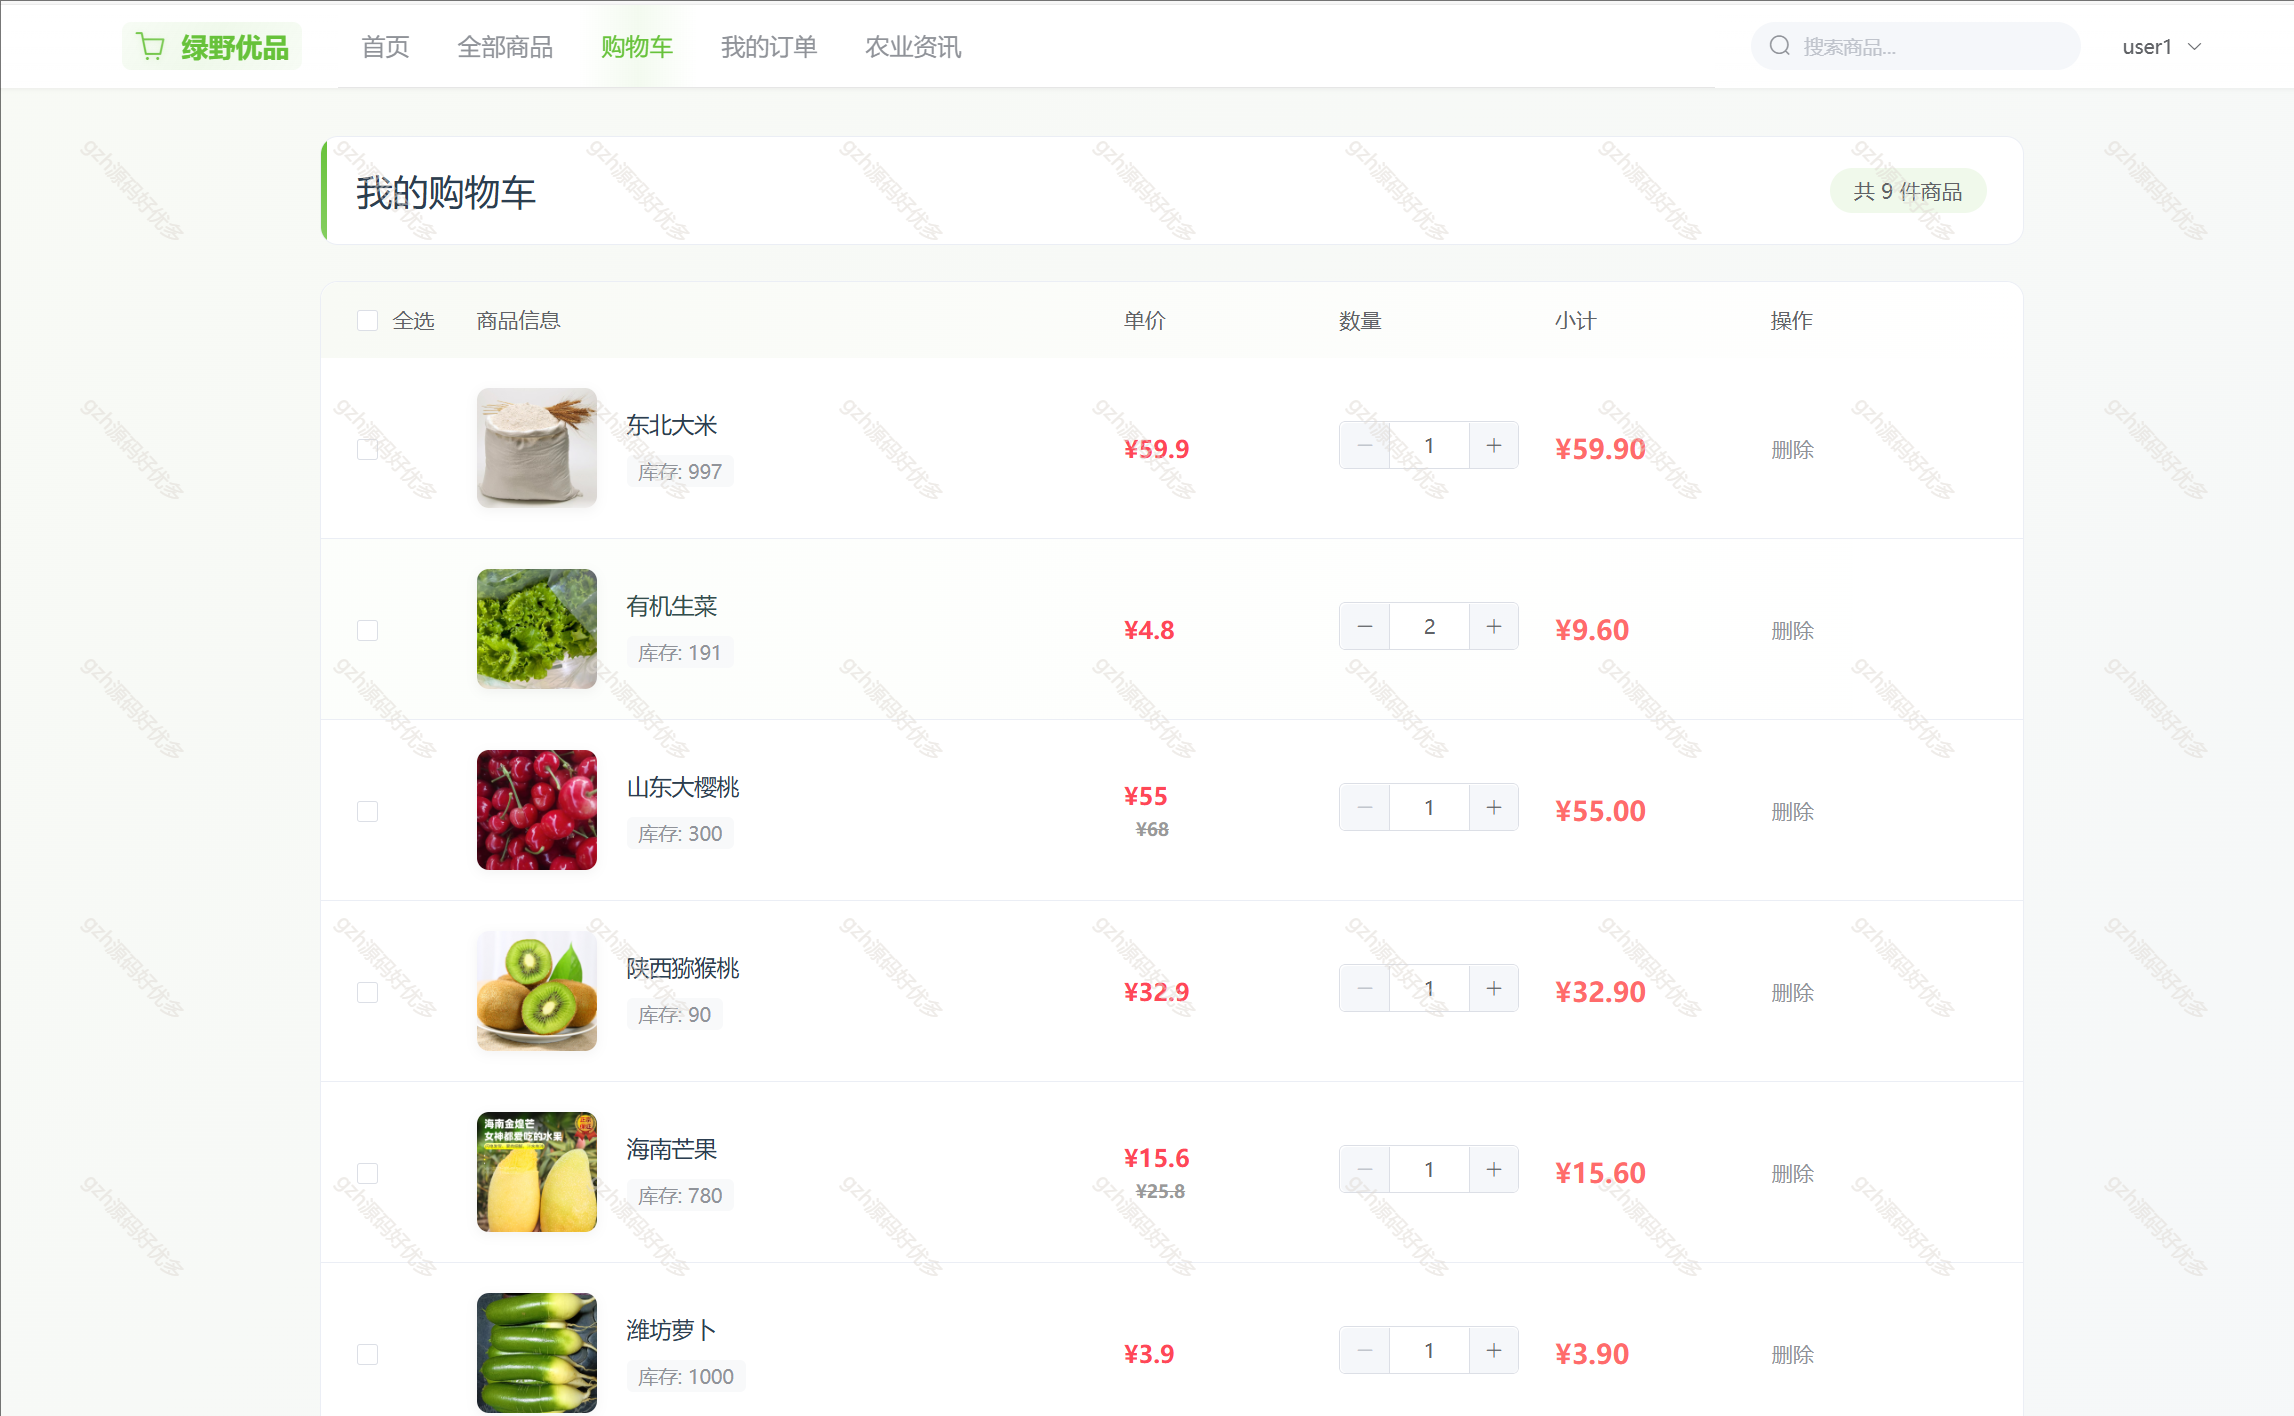 绿野优品 首页 全部商品 购物车 我的订单 农业资讯 搜索商品... user1
我的购物车 共 9 件商品
全选 商品信息 单价 数量 小计 操作
东北大米
库存: 997
¥59.9 1 ¥59.90 删除
有机生菜
库存: 191
¥4.8 2 ¥9.60 删除
山东大樱桃
库存: 300
¥55
¥68
1 ¥55.00 删除
陕西猕猴桃
库存: 90
¥32.9 1 ¥32.90 删除
海南金煌芒
女神都爱吃的水果
海南芒果
库存: 780
¥15.6
¥25.8
1 ¥15.60 删除
潍坊萝卜
库存: 1000
¥3.9 1 ¥3.90 删除
gzh源码好优多